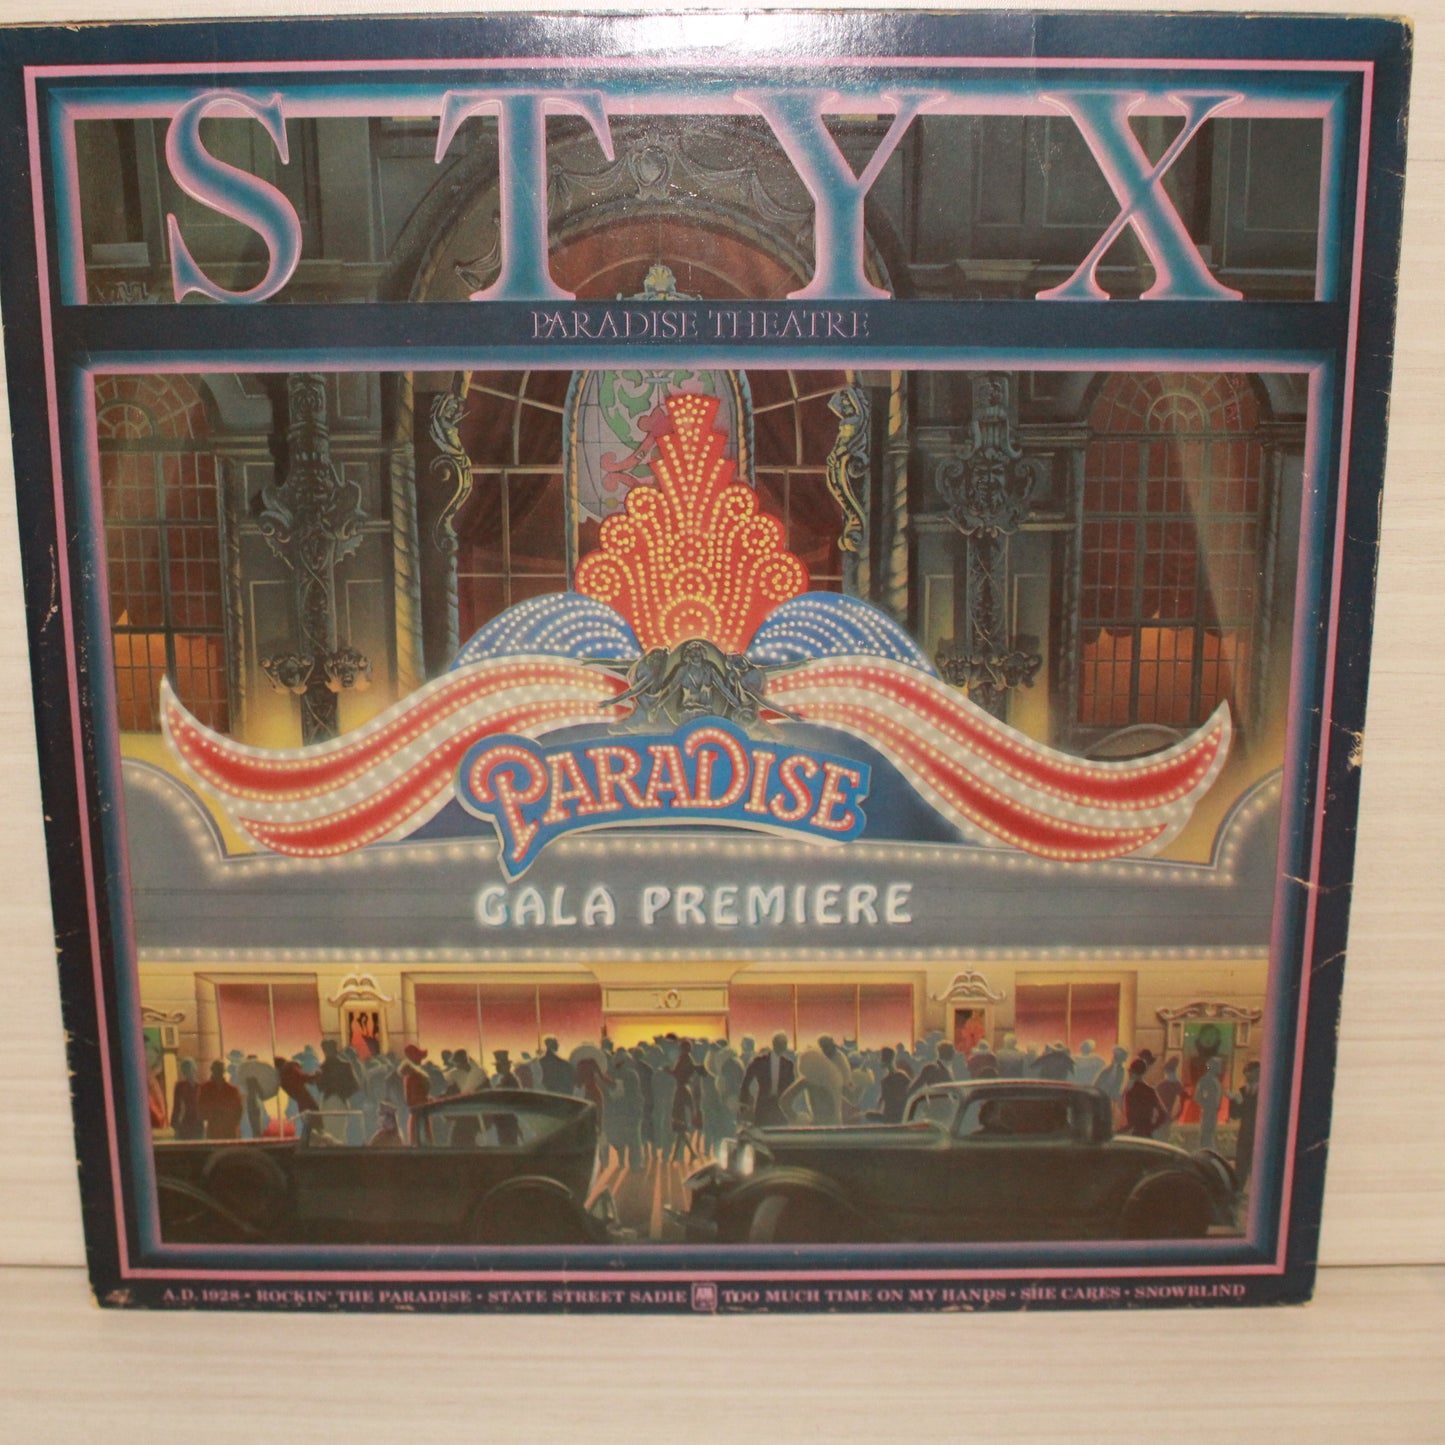 STYX
PARADISE THEATRE
PARADISE
GALA PREMIERE
A.D. 1928 • ROCKIN' THE PARADISE • STATE STREET SADIE A&M TOO MUCH TIME ON MY HANDS • SHE CARES • SNOWBLIND